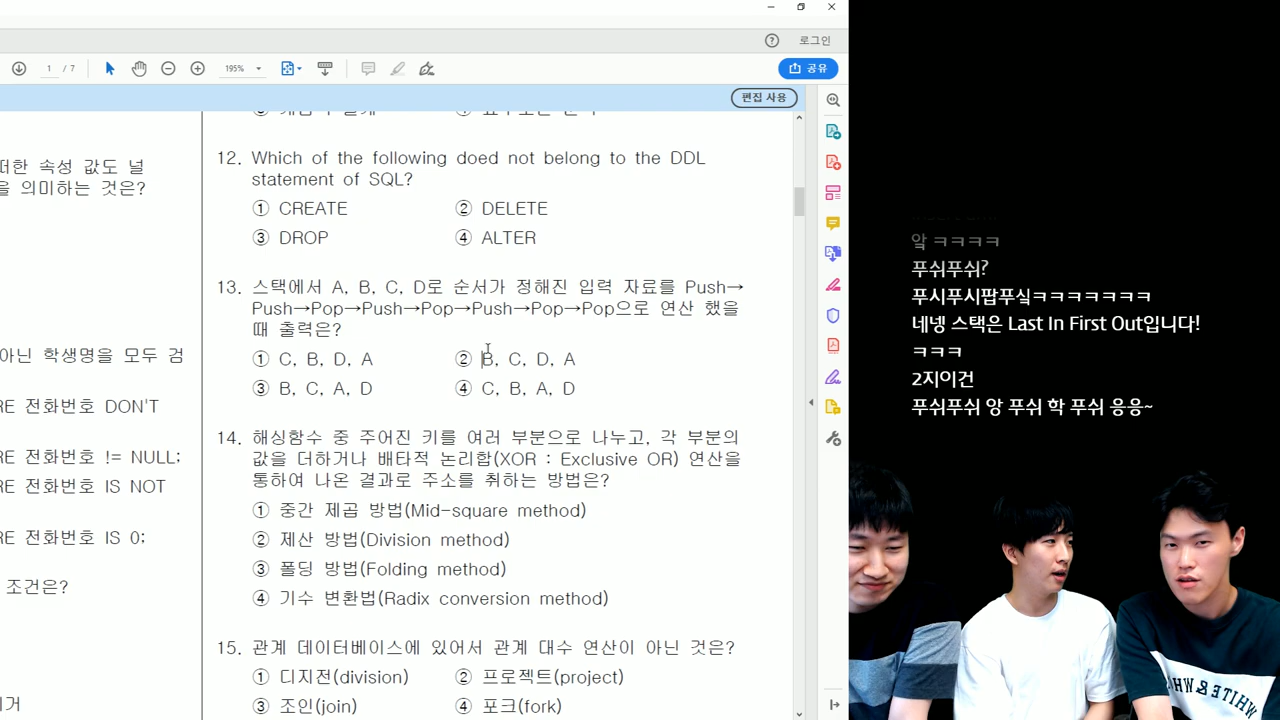 로그인
1 / 7
195%
공유
편집 사용
떠한 속성 값도 널
을 의미하는 것은?
아닌 학생명을 모두 검
RE 전화번호 DON'T
RE 전화번호 != NULL;
RE 전화번호 IS NOT
RE 전화번호 IS 0;
조건은?
12. Which of the following doed not belong to the DDL
statement of SQL?
① CREATE ② DELETE
③ DROP ④ ALTER
13. 스택에서 A, B, C, D로 순서가 정해진 입력 자료를 Push→
Push→Pop→Push→Pop→Push→Pop→Pop으로 연산 했을
때 출력은?
① C, B, D, A ② B, C, D, A
③ B, C, A, D ④ C, B, A, D
14. 해싱함수 중 주어진 키를 여러 부분으로 나누고, 각 부분의
값을 더하거나 배타적 논리합(XOR : Exclusive OR) 연산을
통하여 나온 결과로 주소를 취하는 방법은?
① 중간 제곱 방법(Mid-square method)
② 제산 방법(Division method)
③ 폴딩 방법(Folding method)
④ 기수 변환법(Radix conversion method)
15. 관계 데이터베이스에 있어서 관계 대수 연산이 아닌 것은?
① 디지전(division) ② 프로젝트(project)
③ 조인(join) ④ 포크(fork)
앜 ㅋㅋㅋㅋ
푸쉬푸쉬?
푸시푸시팝푸싴ㅋㅋㅋㅋㅋㅋㅋ
네넹 스택은 Last In First Out입니다!
ㅋㅋㅋ
2지이건
푸쉬푸쉬 앙 푸쉬 학 푸쉬 응응~
WHITE&WH